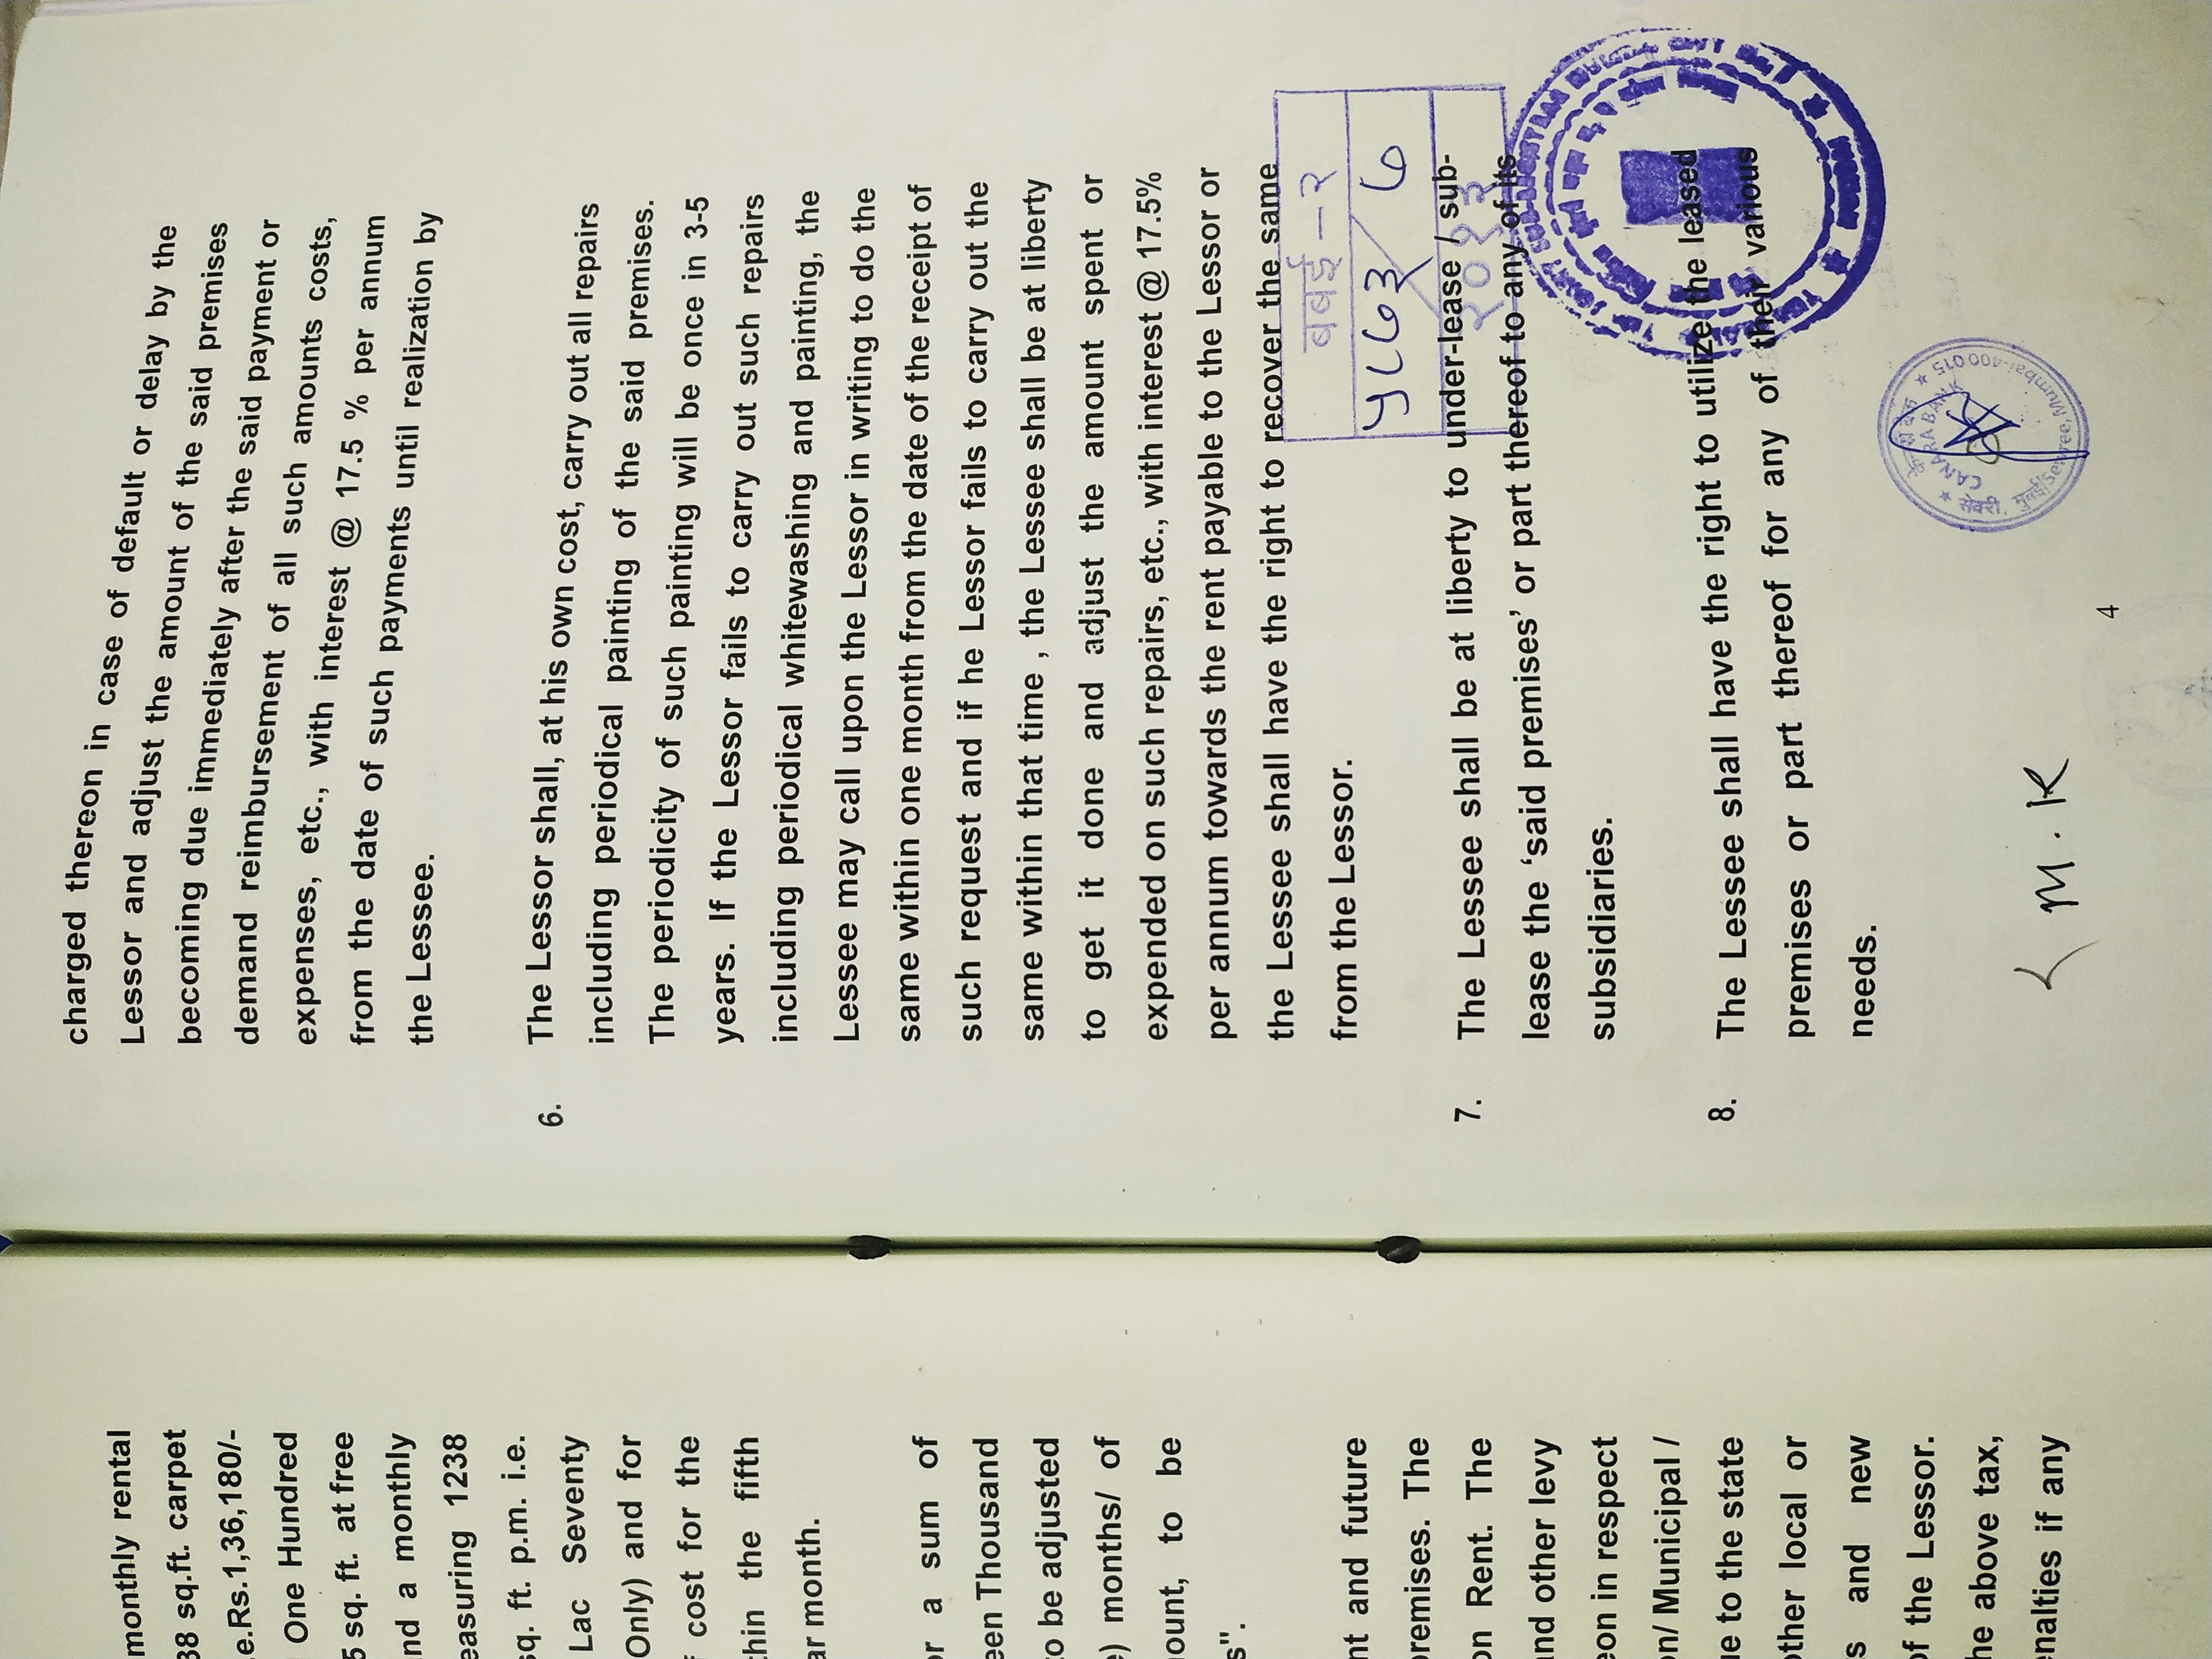 charged thereon in case of default or delay by the
Lessor and adjust the amount of the said premises
becoming due immediately after the said payment or
demand reimbursement of all such amounts costs,
expenses, etc., with interest @ 17.5 % per annum
from the date of such payments until realization by
the Lessee.
6. The Lessor shall, at his own cost, carry out all repairs
including periodical painting of the said premises.
The periodicity of such painting will be once in 3-5
years. If the Lessor fails to carry out such repairs
including periodical whitewashing and painting, the
Lessee may call upon the Lessor in writing to do the
same within one month from the date of the receipt of
such request and if he Lessor fails to carry out the
same within that time , the Lessee shall be at liberty
to get it done and adjust the amount spent or
expended on such repairs, etc., with interest @ 17.5%
per annum towards the rent payable to the Lessor or
the Lessee shall have the right to recover the same
from the Lessor.
बबई-२
२०१३
7. The Lessee shall be at liberty to under-lease / sub-
lease the ‘said premises’ or part thereof to any of its
subsidiaries.
8. The Lessee shall have the right to utilize the leased
premises or part thereof for any of their various
needs.
CANARA BANK
सेवरी, मुंबई/Sewree, Mumbai-400 015
M.K
4
monthly rental
38 sq.ft. carpet
.e.Rs.1,36,180/-
One Hundred
5 sq. ft. at free
nd a monthly
easuring 1238
sq. ft. p.m. i.e.
Lac Seventy
Only) and for
f cost for the
thin the fifth
ar month.
or a sum of
een Thousand
to be adjusted
e) months/ of
nount, to be
s".
nt and future
premises. The
on Rent. The
and other levy
eon in respect
on/ Municipal /
ue to the state
other local or
s and new
of the Lessor.
he above tax,
enalties if any